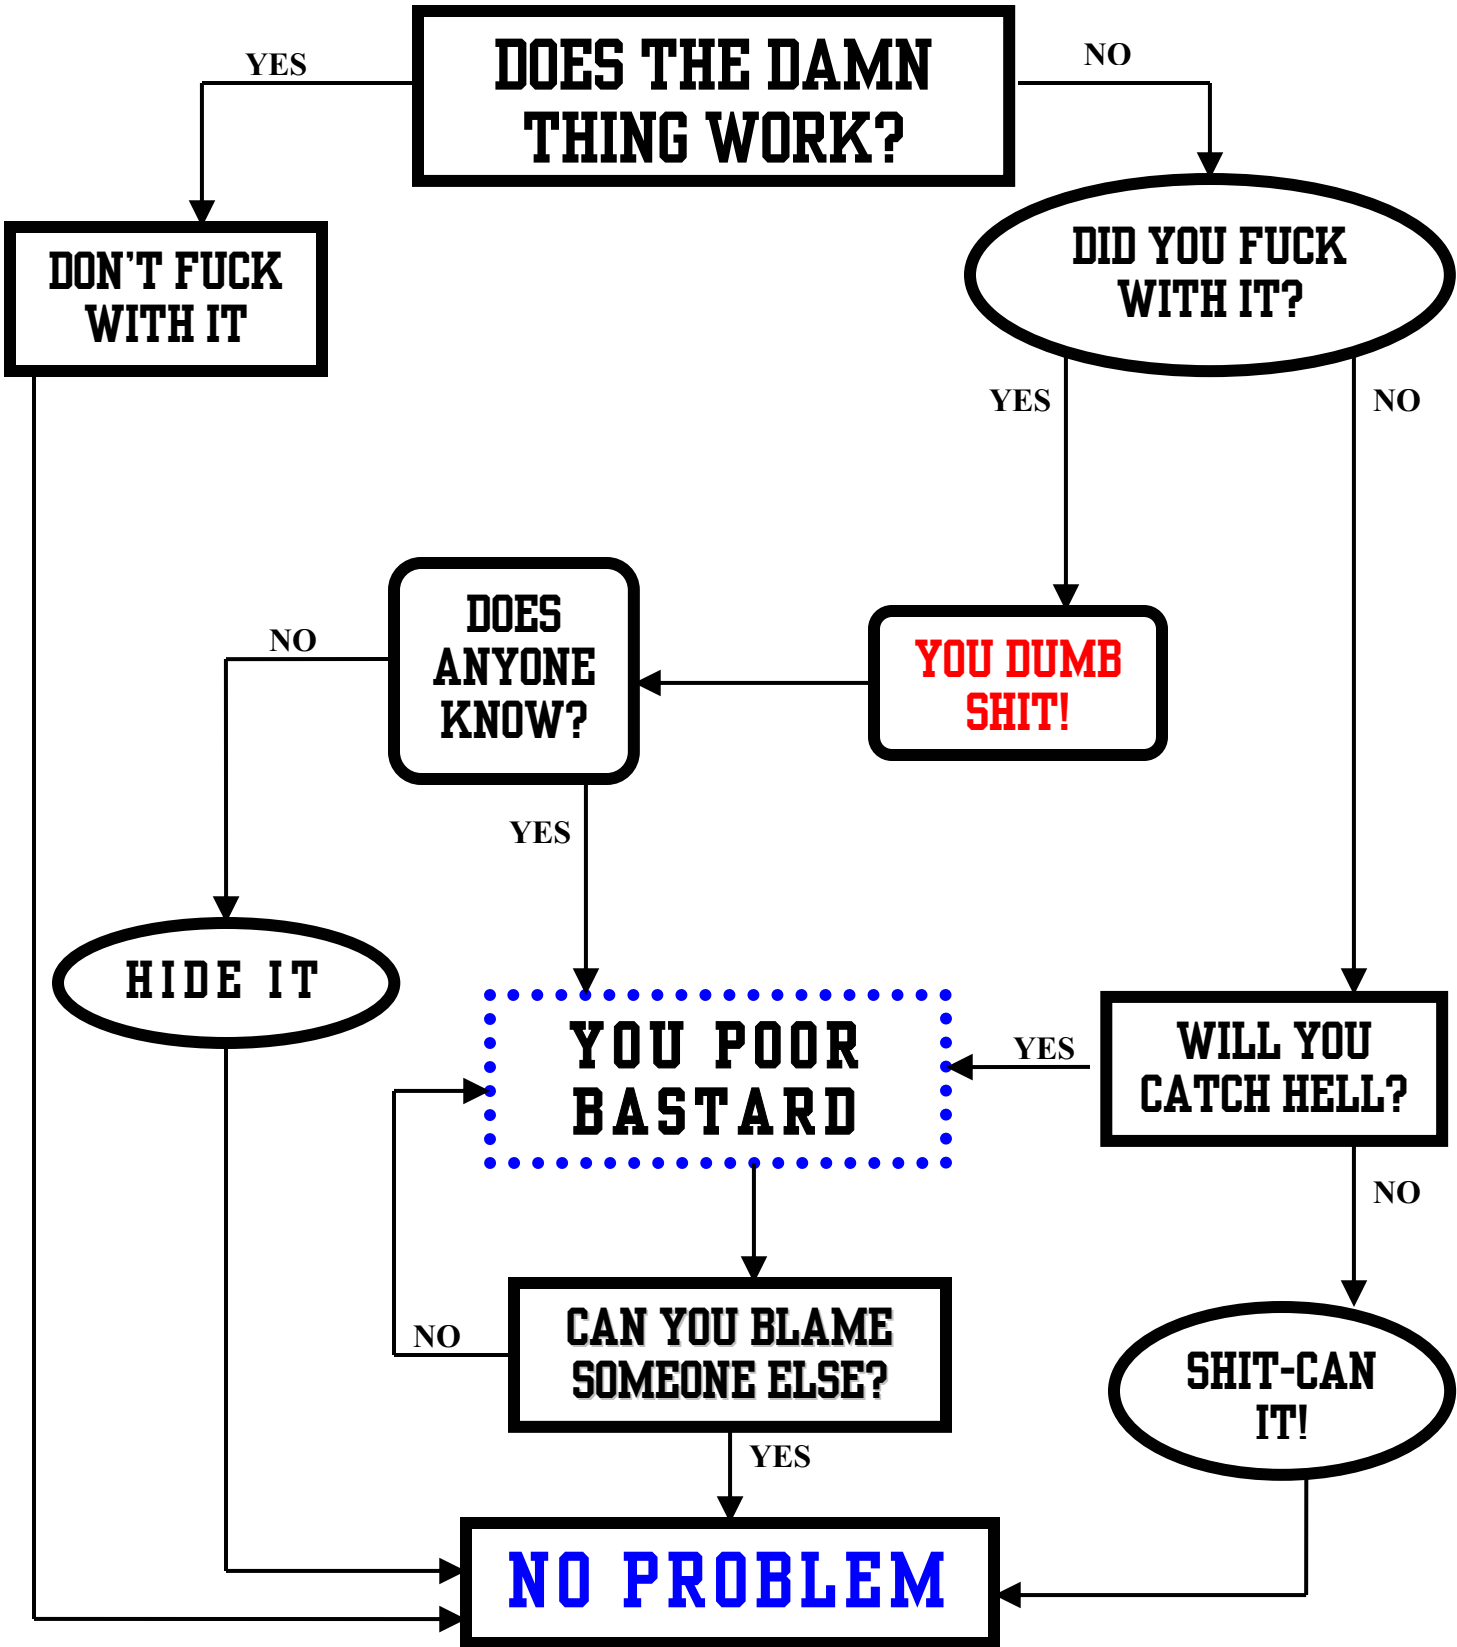 DOES THE DAMN
THING WORK?
YES
NO
DON'T FUCK
WITH IT
DID YOU FUCK
WITH IT?
YES
NO
DOES
ANYONE
KNOW?
NO
YOU DUMB
SHIT!
YES
HIDE IT
YOU POOR
BASTARD
YES
WILL YOU
CATCH HELL?
NO
CAN YOU BLAME
SOMEONE ELSE?
NO
SHIT-CAN
IT!
YES
NO PROBLEM